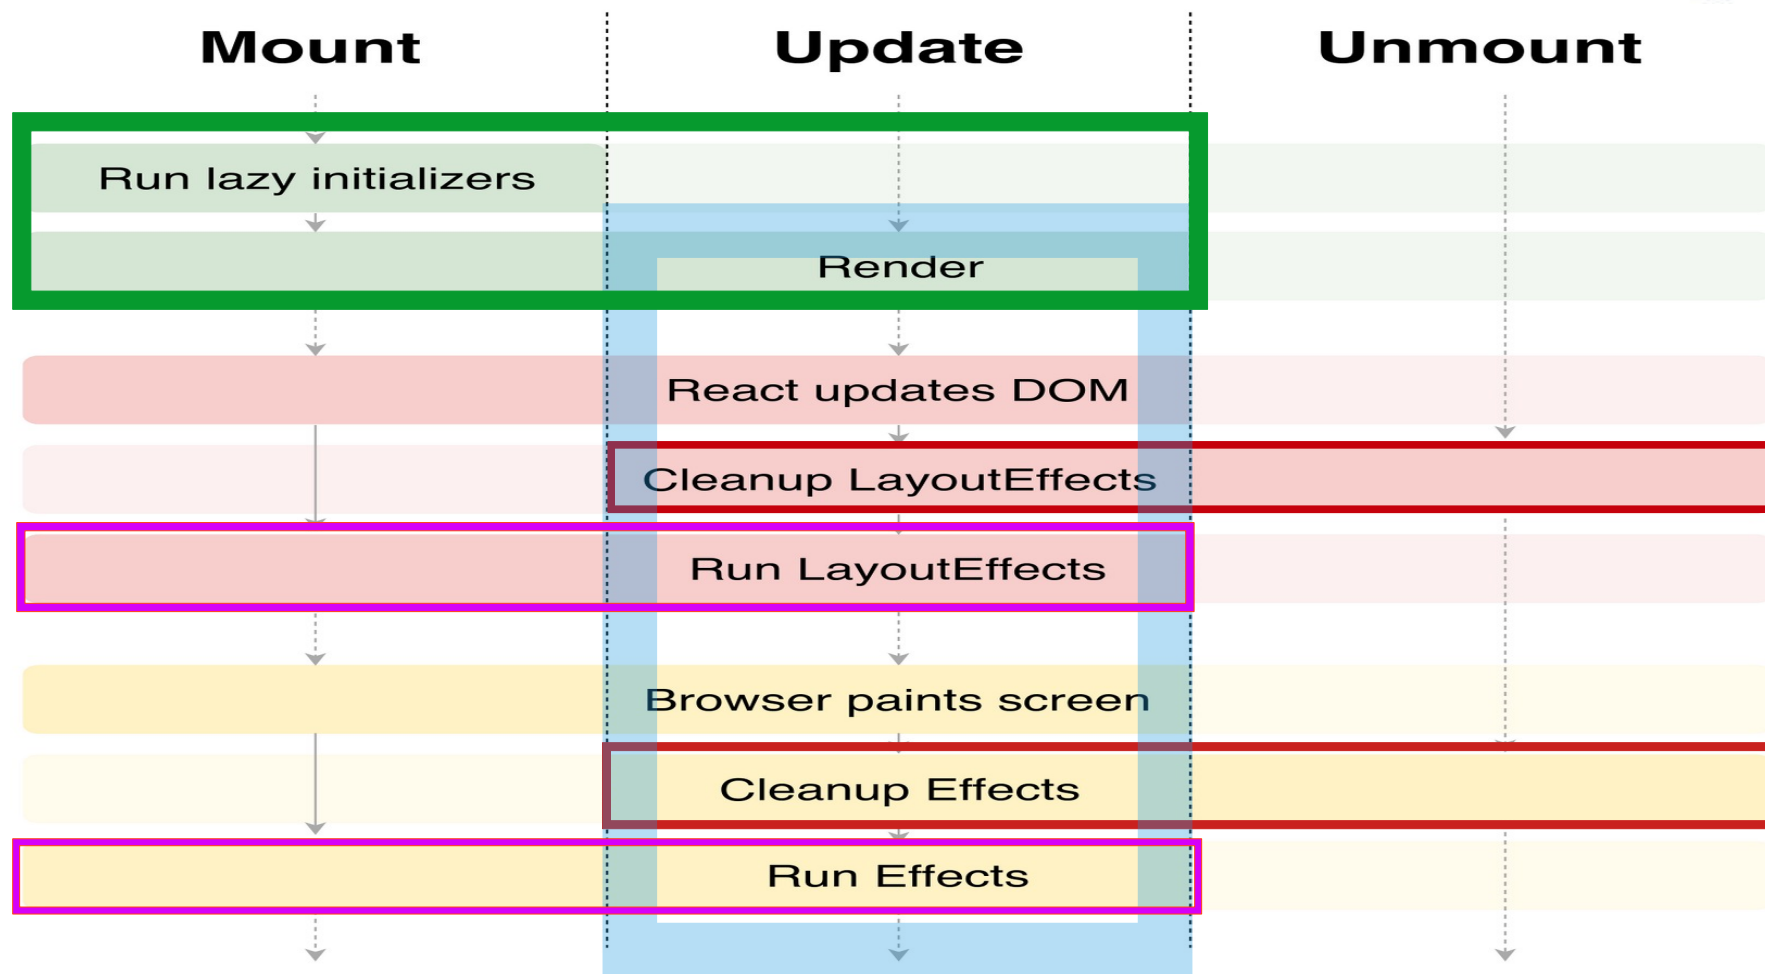 Mount Update Unmount
Run lazy initializers
Render
React updates DOM
Cleanup LayoutEffects
Run LayoutEffects
Browser paints screen
Cleanup Effects
Run Effects